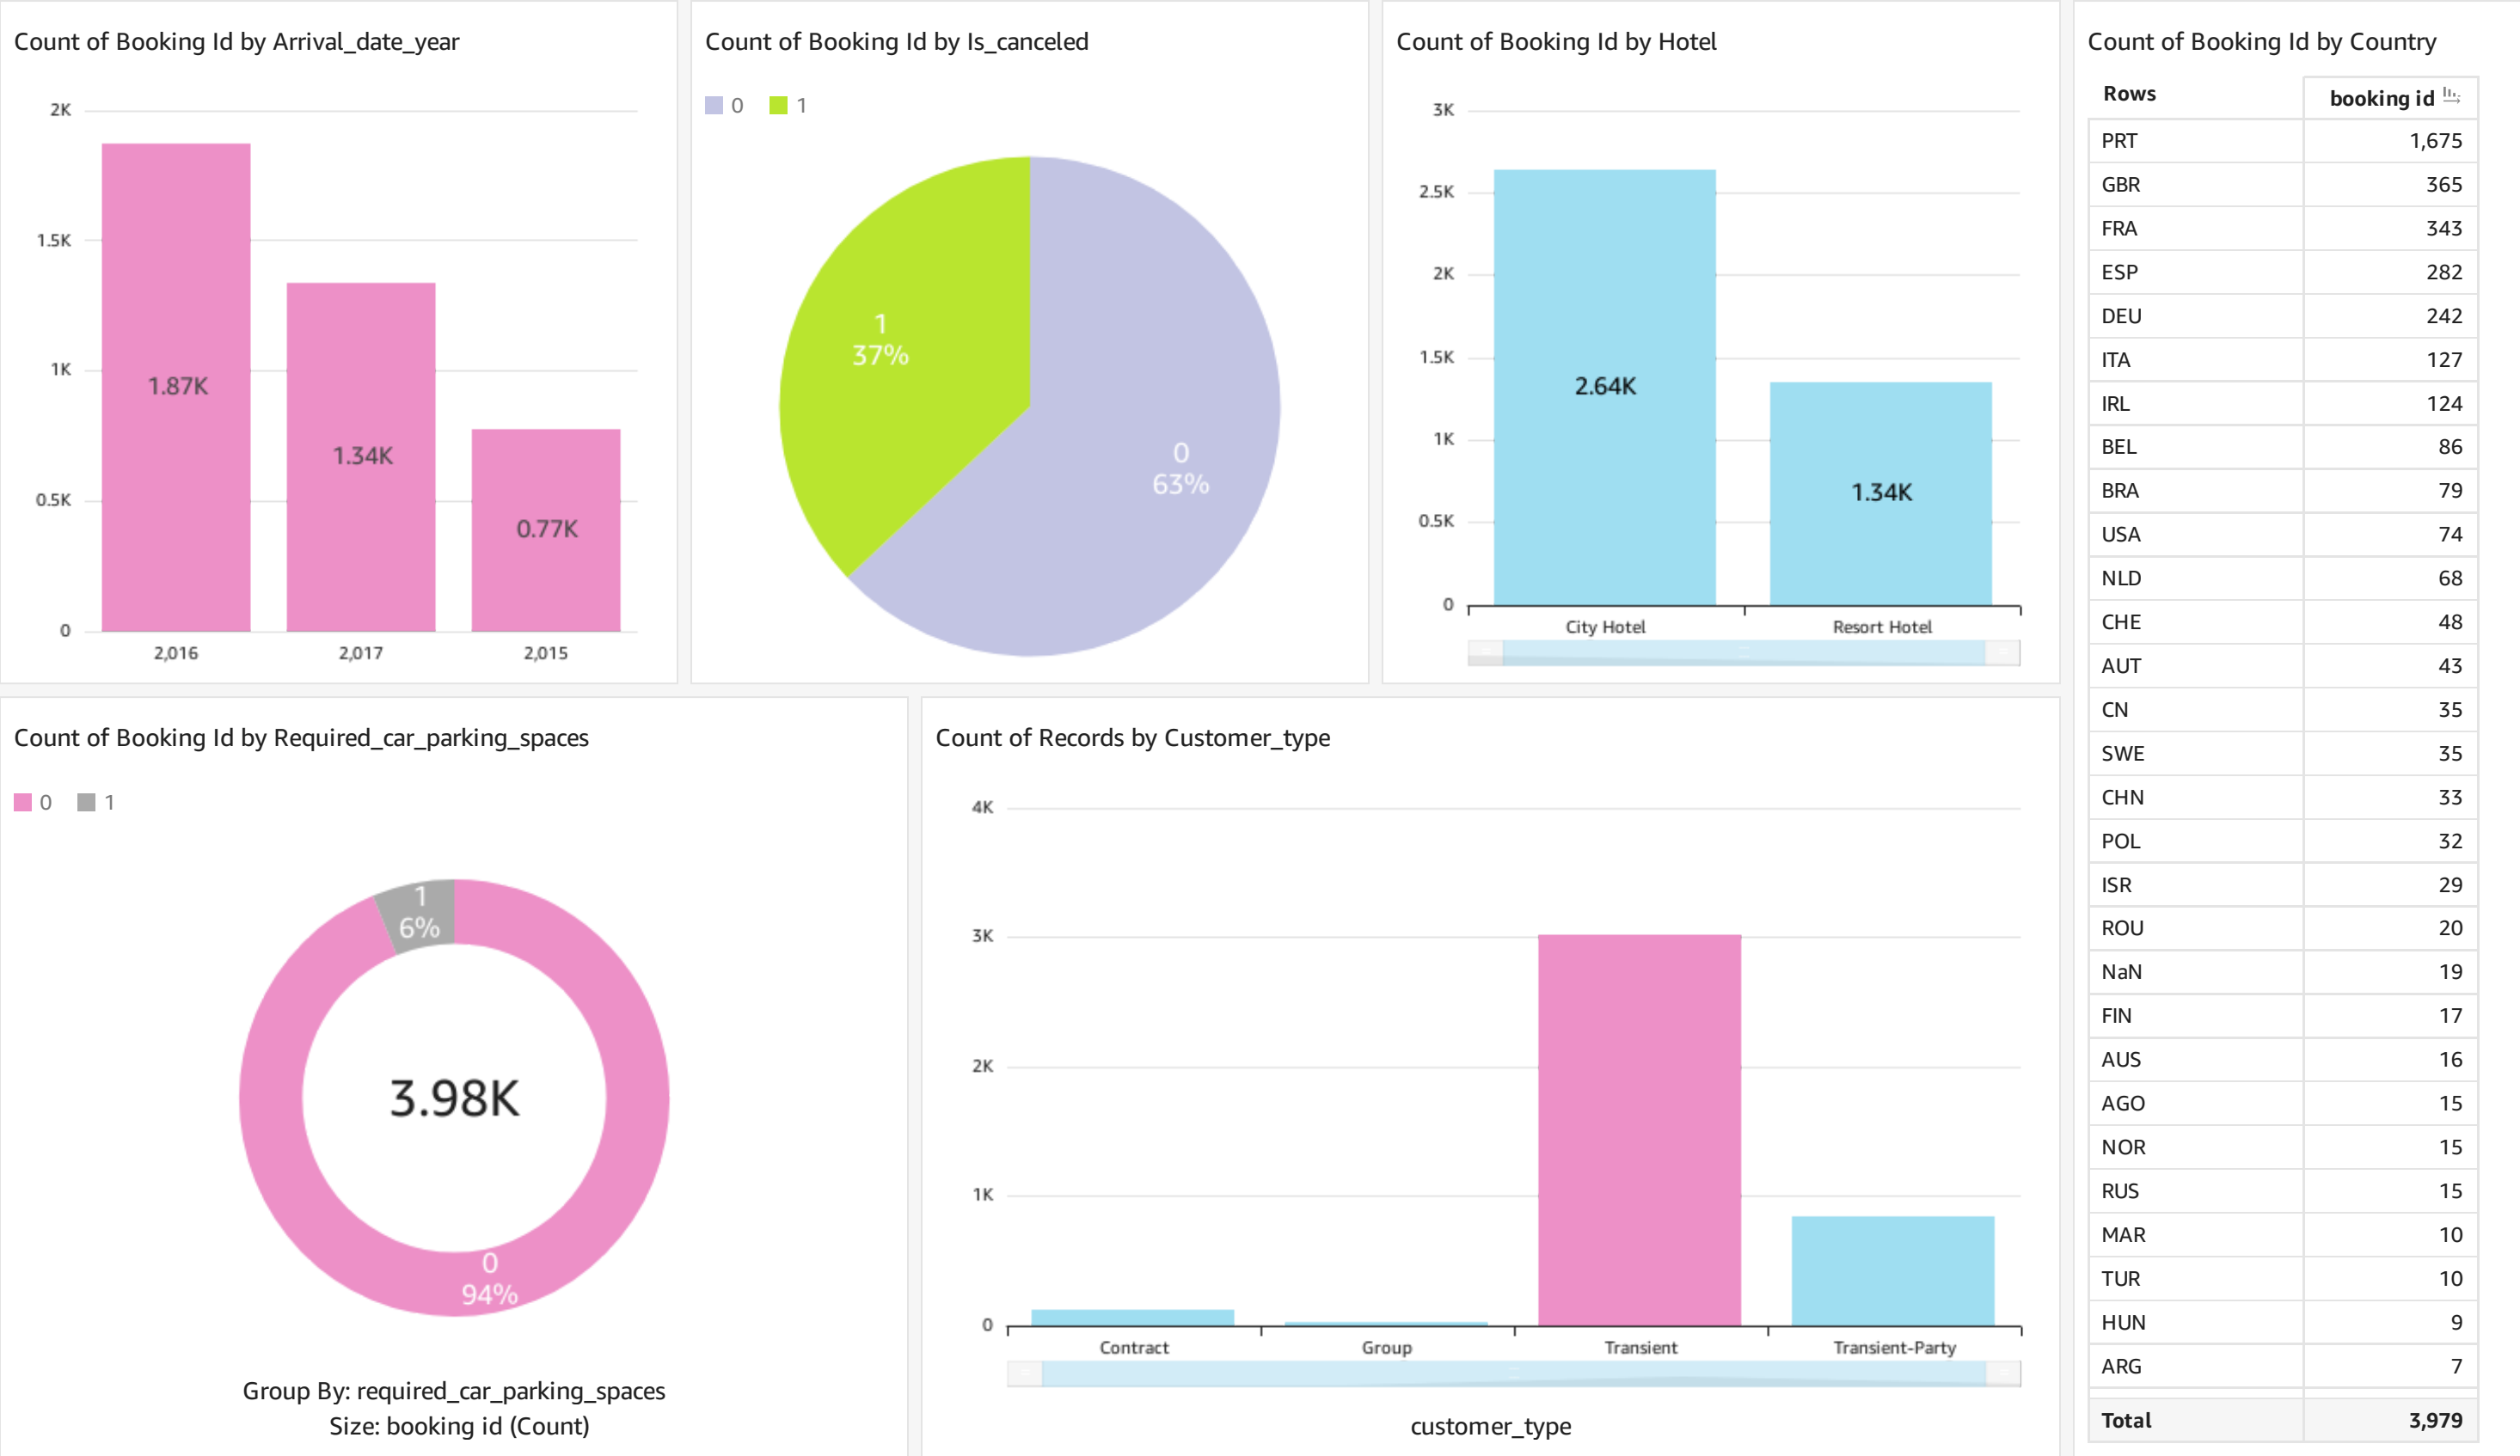 Count of Booking Id by Arrival_date_year
2K
1.5K
1K
0.5K
0
1.87K
1.34K
0.77K
2,016
2,017
2,015
Count of Booking Id by Is_canceled
0 1
1
37%
0
63%
Count of Booking Id by Hotel
3K
2.5K
2K
1.5K
1K
0.5K
0
2.64K
1.34K
City Hotel
Resort Hotel
Count of Booking Id by Country
Rows booking id
PRT 1,675
GBR 365
FRA 343
ESP 282
DEU 242
ITA 127
IRL 124
BEL 86
BRA 79
USA 74
NLD 68
CHE 48
AUT 43
CN 35
SWE 35
CHN 33
POL 32
ISR 29
ROU 20
NaN 19
FIN 17
AUS 16
AGO 15
NOR 15
RUS 15
MAR 10
TUR 10
HUN 9
ARG 7
Total 3,979
Count of Booking Id by Required_car_parking_spaces
0 1
1
6%
3.98K
0
94%
Group By: required_car_parking_spaces
Size: booking id (Count)
Count of Records by Customer_type
4K
3K
2K
1K
0
Contract
Group
Transient
Transient-Party
customer_type